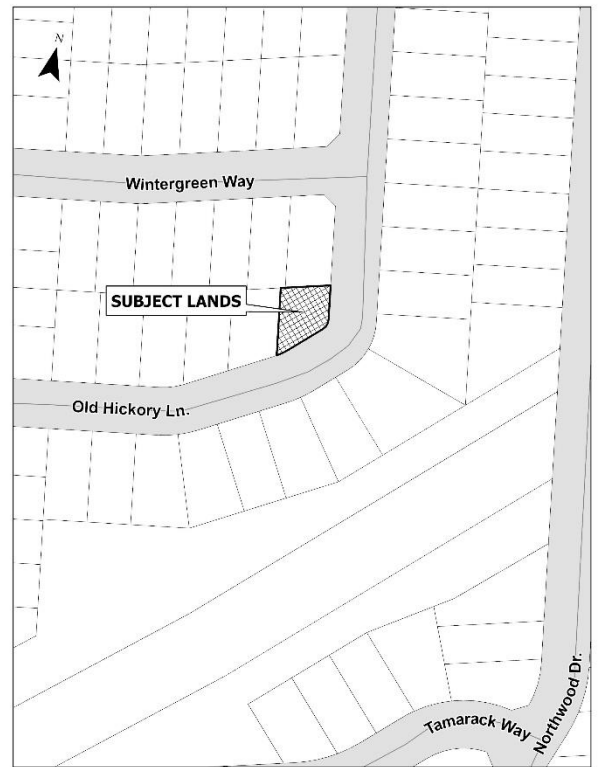 N
Wintergreen Way
SUBJECT LANDS
Old Hickory Ln.
Tamarack Way
Northwood Dr.